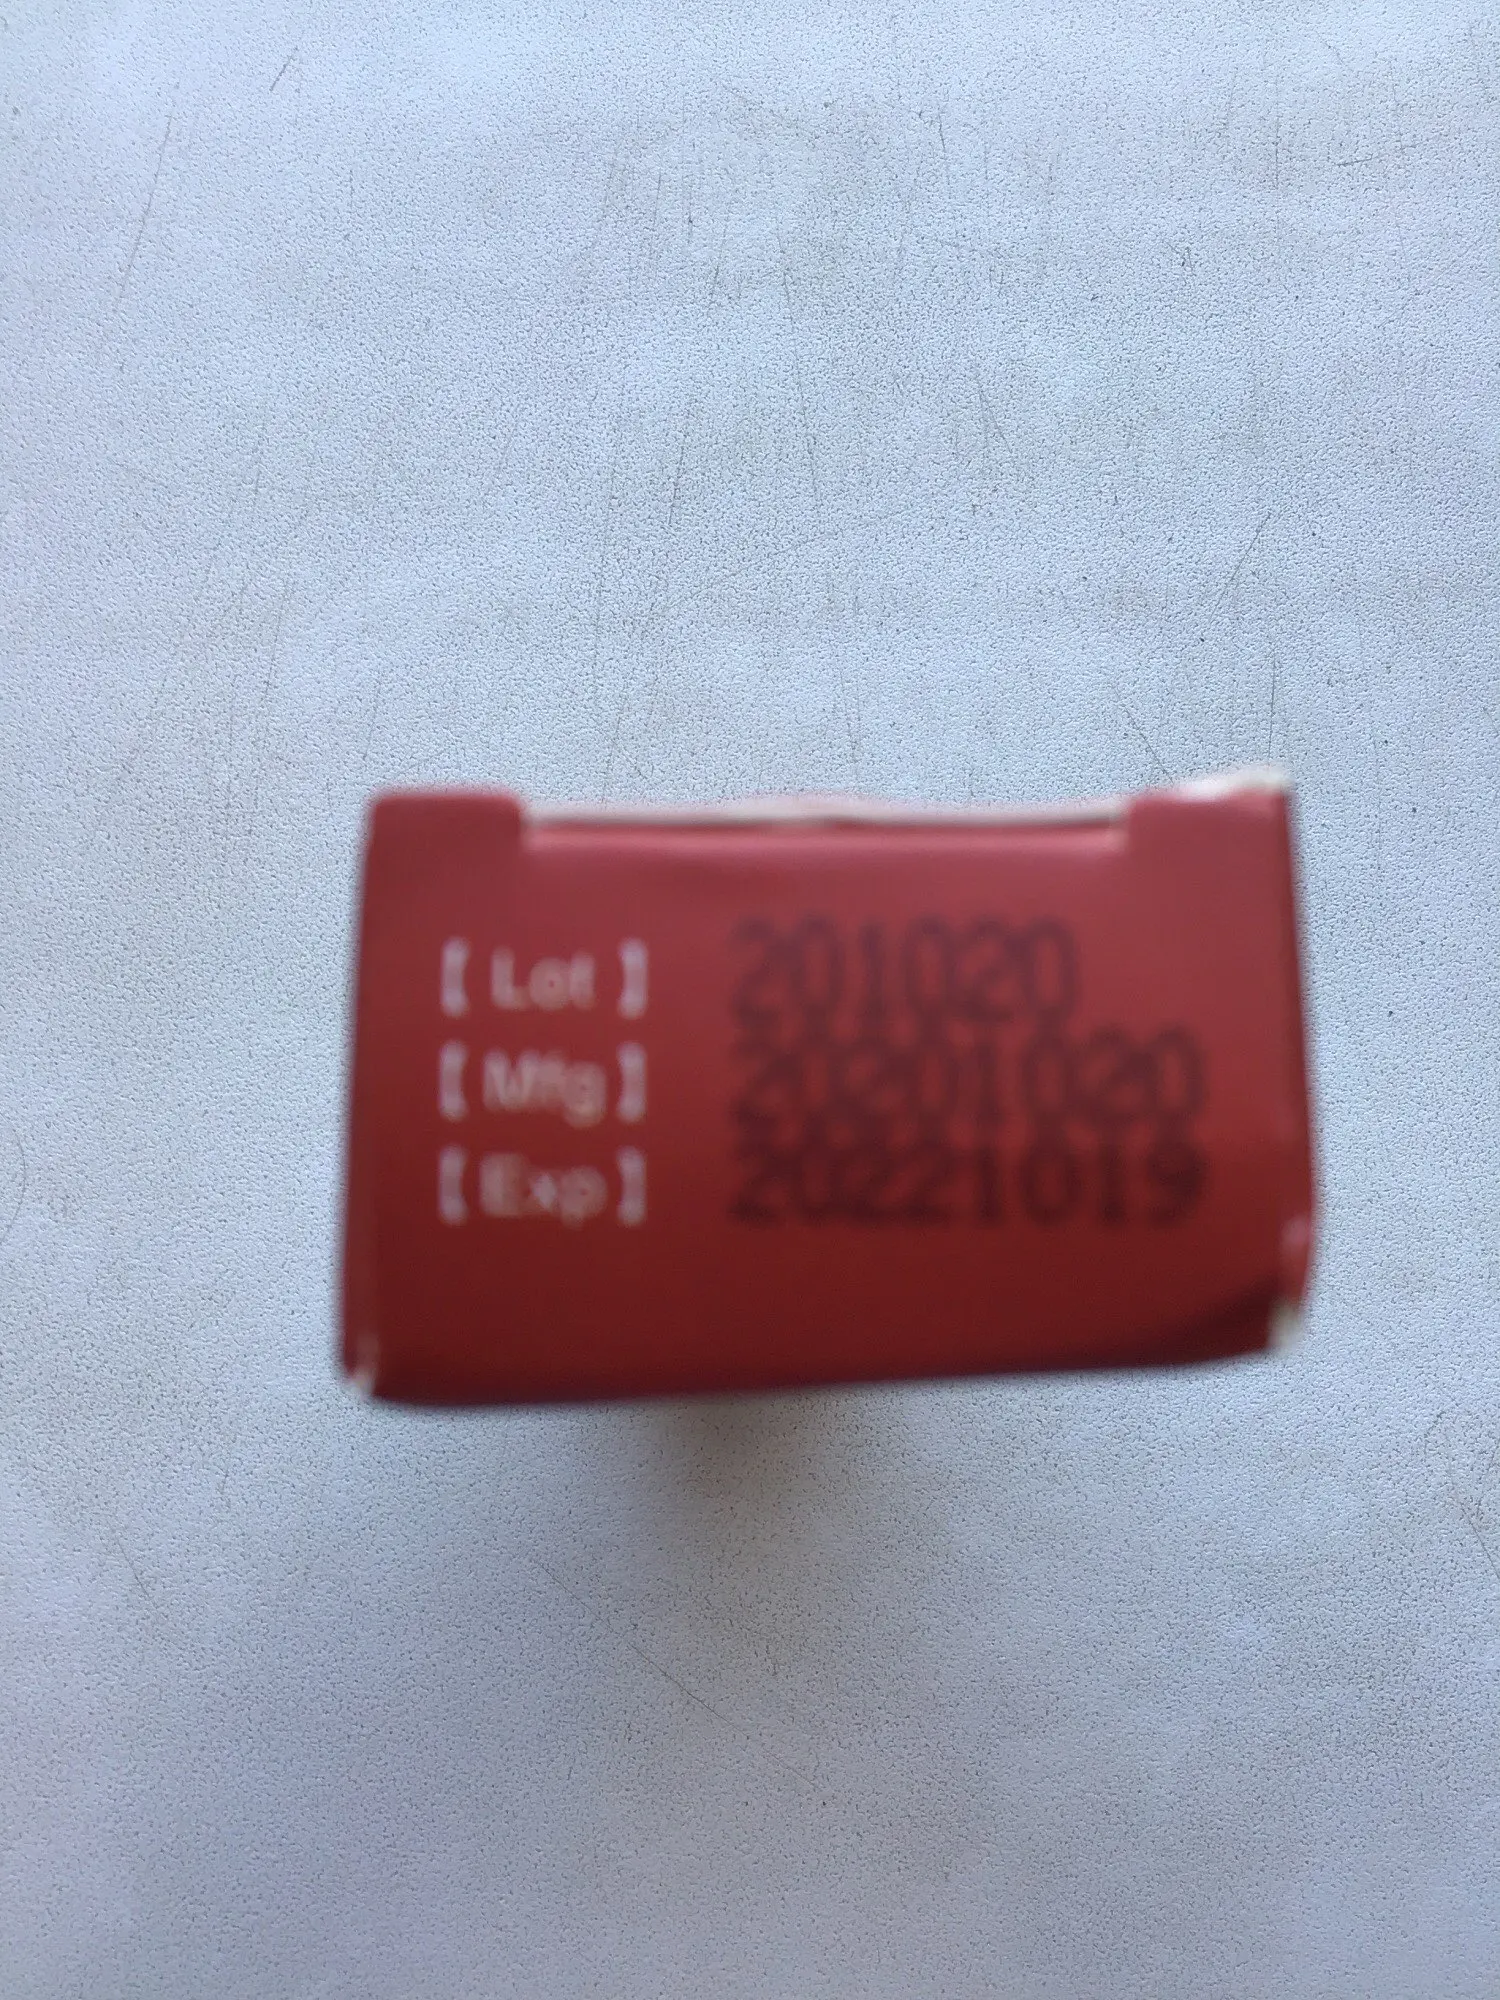 【 Lot 】 201020
【 Mfg 】 20201020
【 Exp 】 20221019